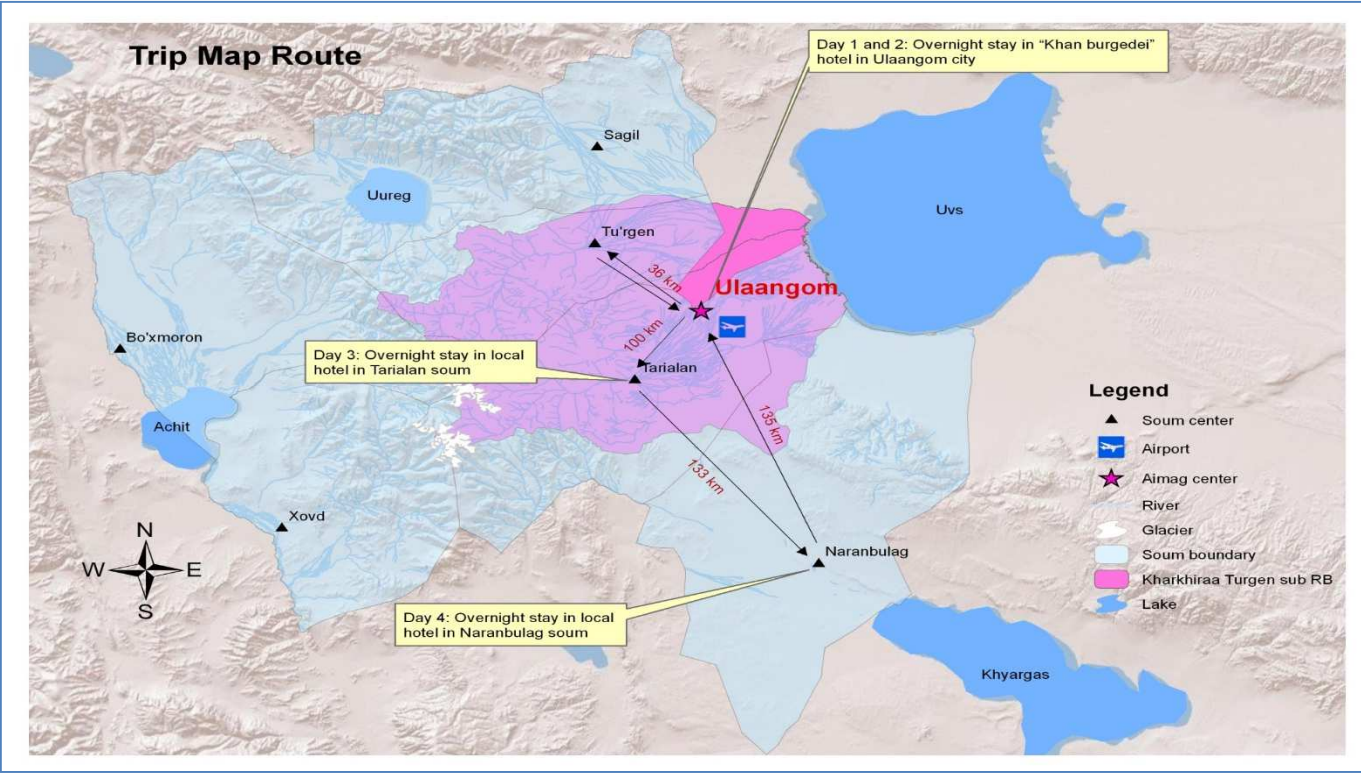 Trip Map Route
Day 1 and 2: Overnight stay in “Khan burgedei”
hotel in Ulaangom city
Sagil
Uureg
Uvs
Tu'rgen
36 km
Ulaangom
Bo'xmoron
100 km
Day 3: Overnight stay in local
hotel in Tarialan soum
Tarialan
Achit
135 km
133 km
Xovd
Naranbulag
Day 4: Overnight stay in local
hotel in Naranbulag soum
Khyargas
N
W
E
S
Legend
Soum center
Airport
Aimag center
River
Glacier
Soum boundary
Kharkhiraa Turgen sub RB
Lake